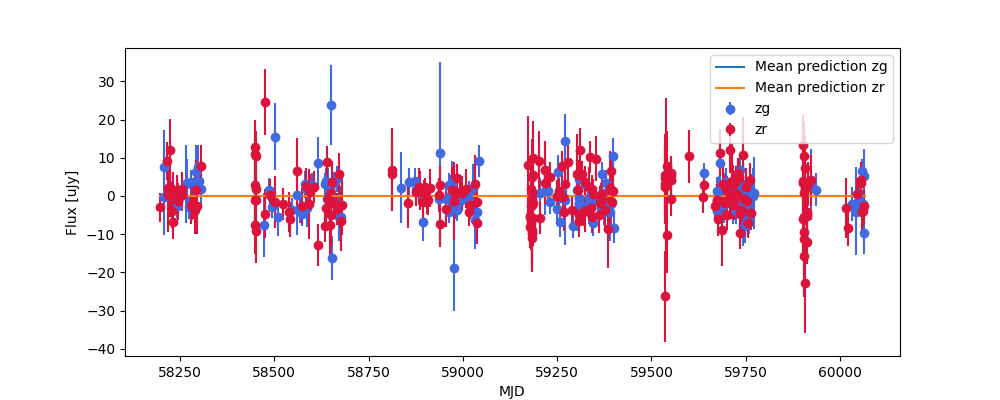 30
20
10
0
−10
−20
−30
−40
Flux [uJy]
58250 58500 58750 59000 59250 59500 59750 60000
MJD
Mean prediction zg
Mean prediction zr
zg
zr